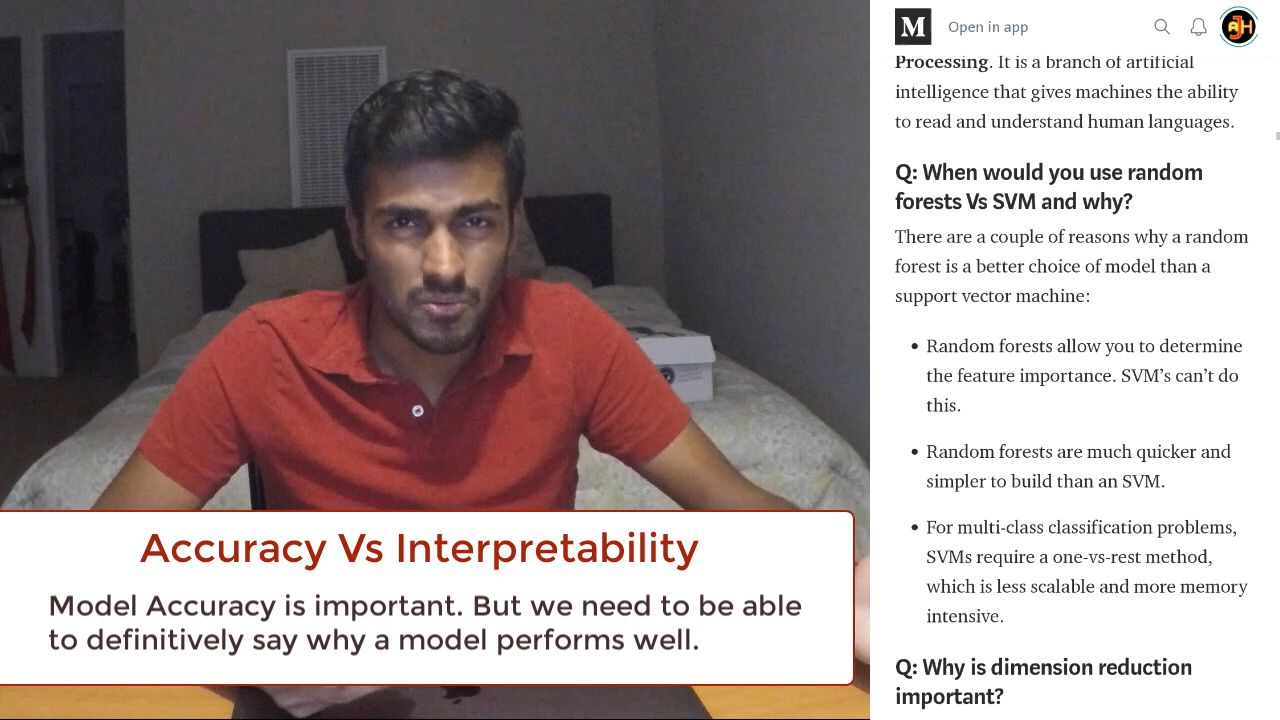 Accuracy Vs Interpretability
Model Accuracy is important. But we need to be able
to definitively say why a model performs well.
M
Open in app
AJH
Processing. It is a branch of artificial
intelligence that gives machines the ability
to read and understand human languages.
Q: When would you use random
forests Vs SVM and why?
There are a couple of reasons why a random
forest is a better choice of model than a
support vector machine:
• Random forests allow you to determine
the feature importance. SVM’s can’t do
this.
• Random forests are much quicker and
simpler to build than an SVM.
• For multi-class classification problems,
SVMs require a one-vs-rest method,
which is less scalable and more memory
intensive.
Q: Why is dimension reduction
important?